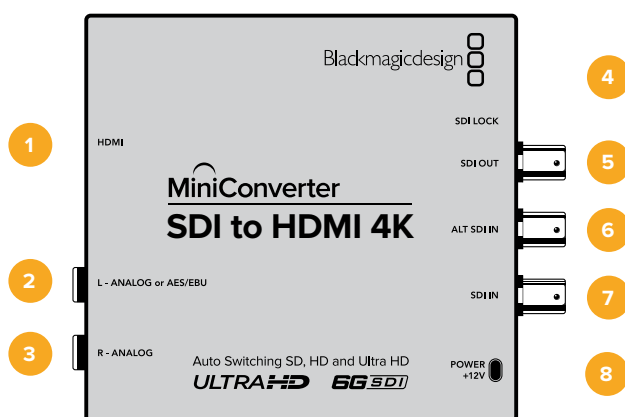 Blackmagicdesign
4
SDI LOCK
1
HDMI
SDI OUT
5
MiniConverter
SDI to HDMI 4K
ALT SDI IN
6
2
L - ANALOG or AES/EBU
SDI IN
7
3
R - ANALOG
Auto Switching SD, HD and Ultra HD
POWER
+12V
8
ULTRAHD 6G SDI